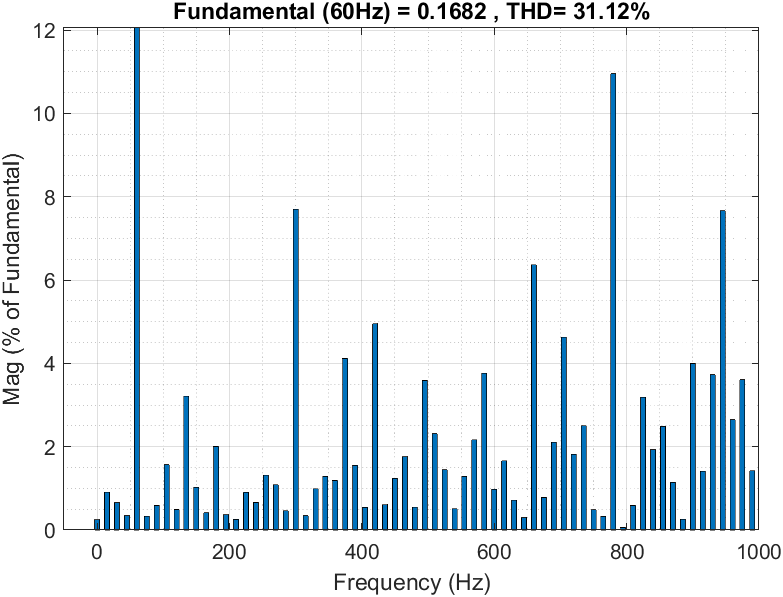 Fundamental (60Hz) = 0.1682 , THD= 31.12%
12
10
8
6
4
2
0
Mag (% of Fundamental)
0 200 400 600 800 1000
Frequency (Hz)